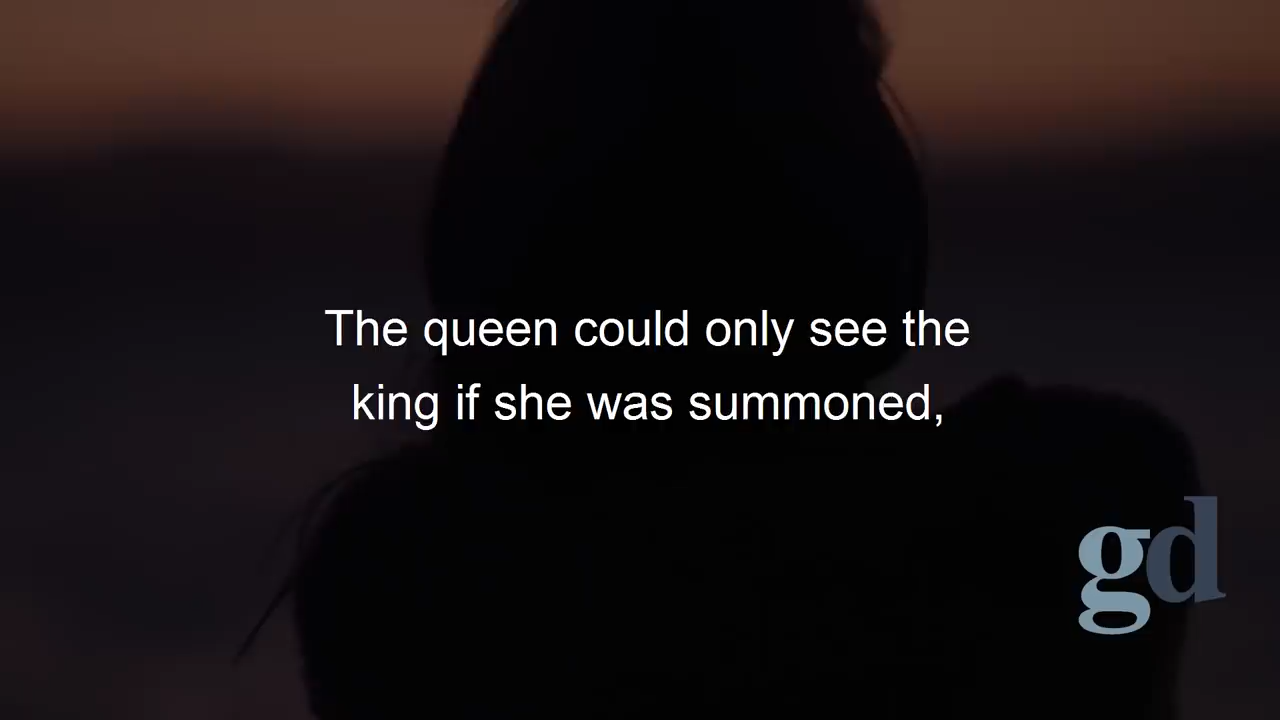 The queen could only see the
king if she was summoned,
gd